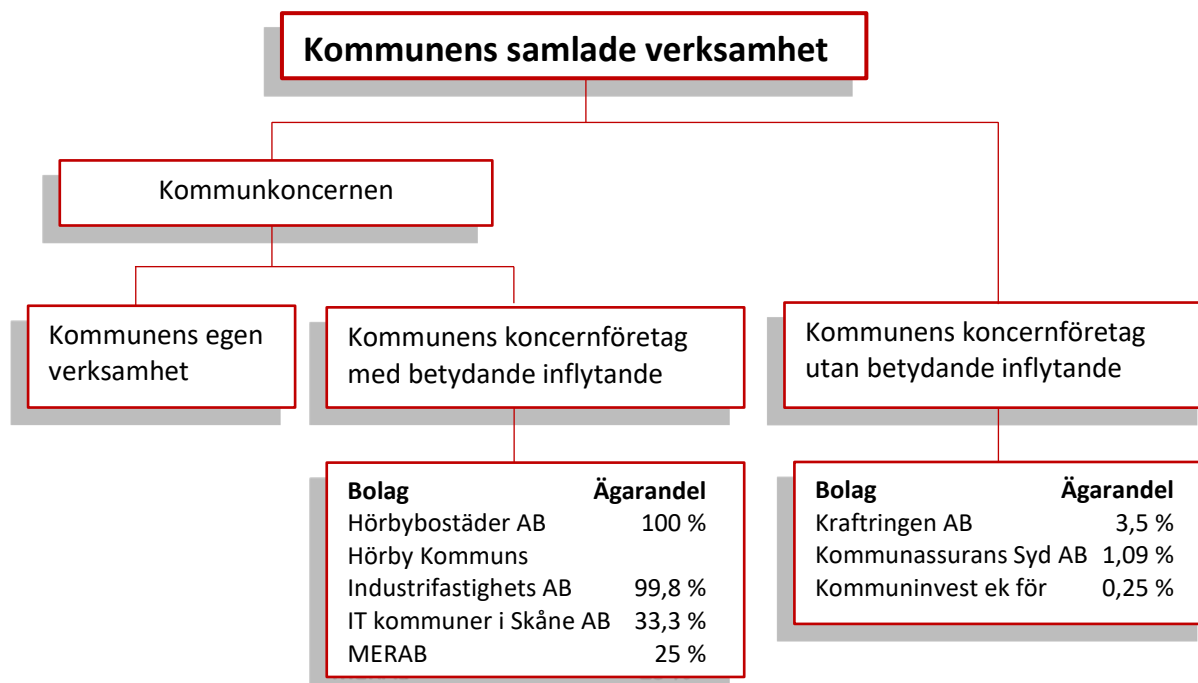 Kommunens samlade verksamhet
Kommunkoncernen
Kommunens egen
verksamhet
Kommunens koncernföretag
med betydande inflytande
Kommunens koncernföretag
utan betydande inflytande
Bolag Ägarandel
Hörbybostäder AB 100 %
Hörby Kommuns
Industrifastighets AB 99,8 %
IT kommuner i Skåne AB 33,3 %
MERAB 25 %
Bolag Ägarandel
Kraftringen AB 3,5 %
Kommunassurans Syd AB 1,09 %
Kommuninvest ek för 0,25 %